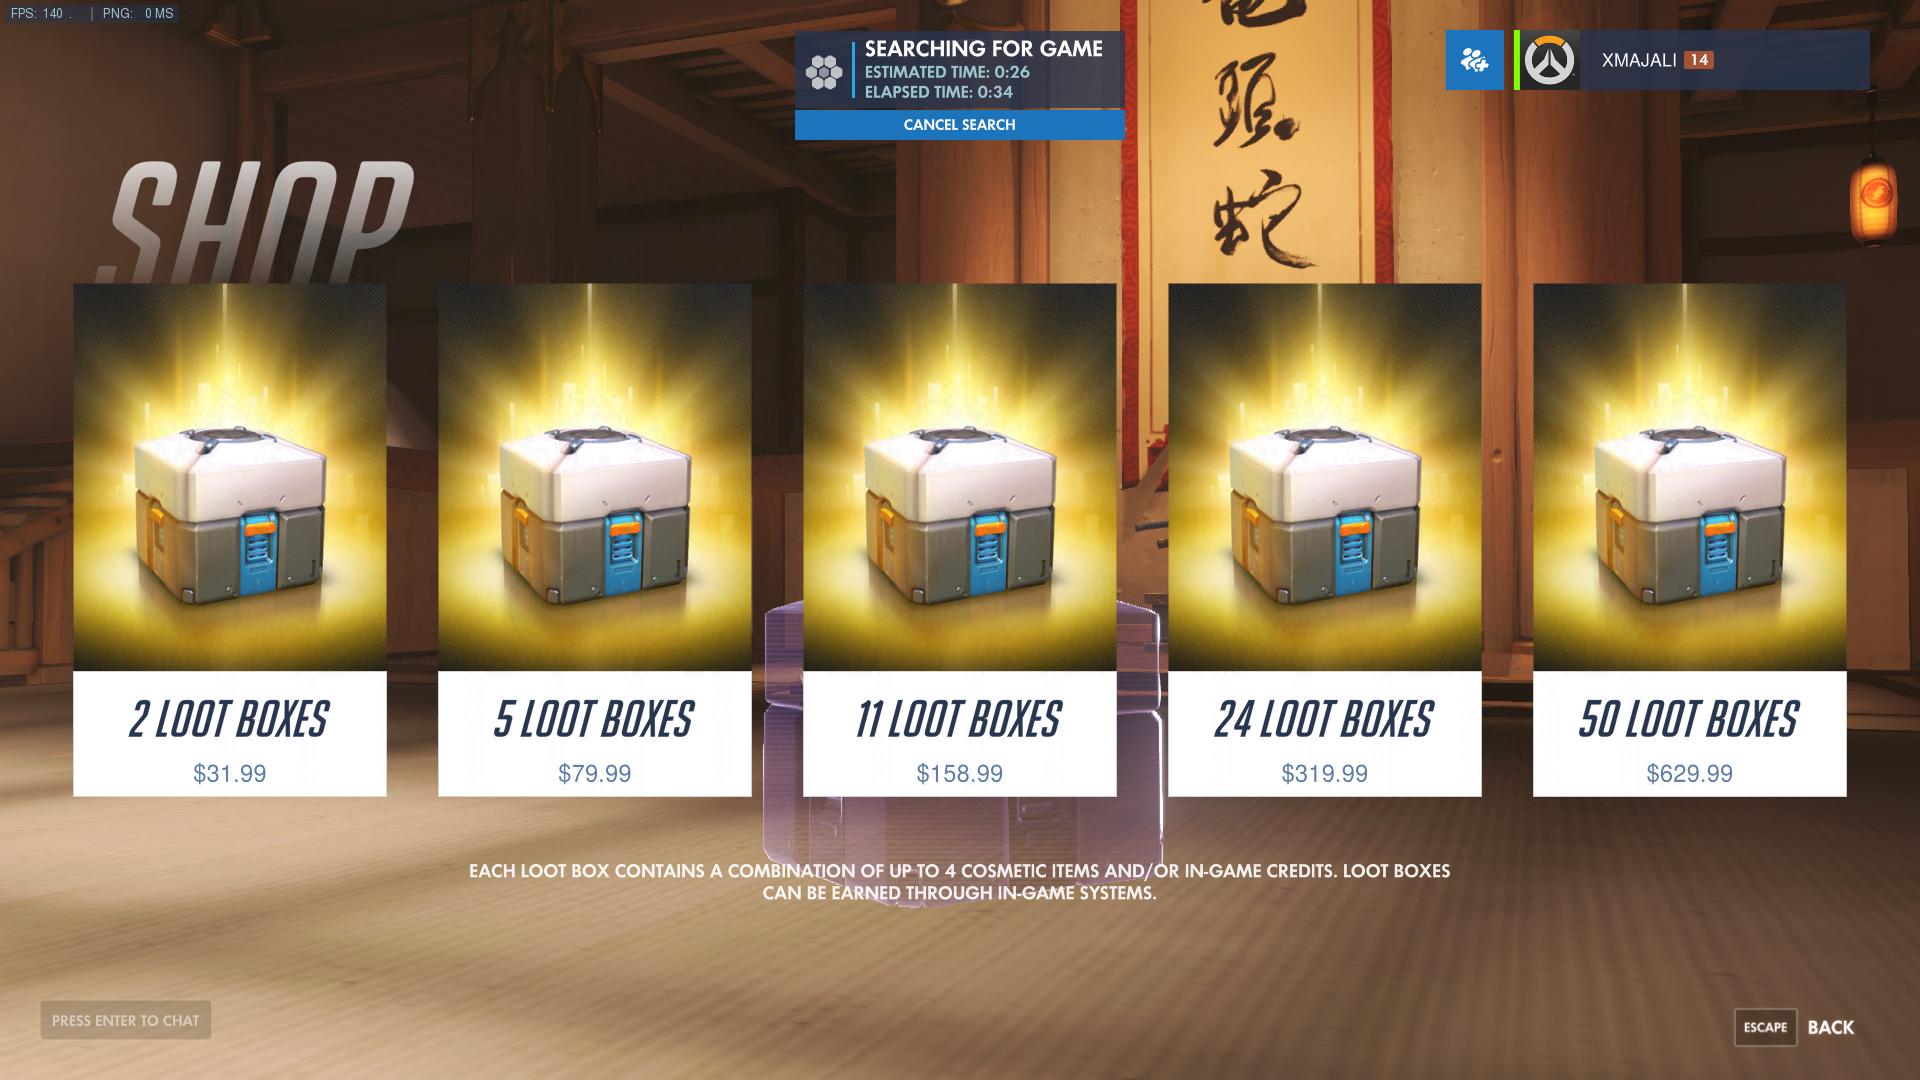 FPS: 140 . | PNG: 0 MS
SEARCHING FOR GAME
ESTIMATED TIME: 0:26
ELAPSED TIME: 0:34
CANCEL SEARCH
XMAJALI 14
SHOP
頭
蛇
2 LOOT BOXES
$31.99
5 LOOT BOXES
$79.99
11 LOOT BOXES
$158.99
24 LOOT BOXES
$319.99
50 LOOT BOXES
$629.99
EACH LOOT BOX CONTAINS A COMBINATION OF UP TO 4 COSMETIC ITEMS AND/OR IN-GAME CREDITS. LOOT BOXES
CAN BE EARNED THROUGH IN-GAME SYSTEMS.
PRESS ENTER TO CHAT
ESCAPE BACK